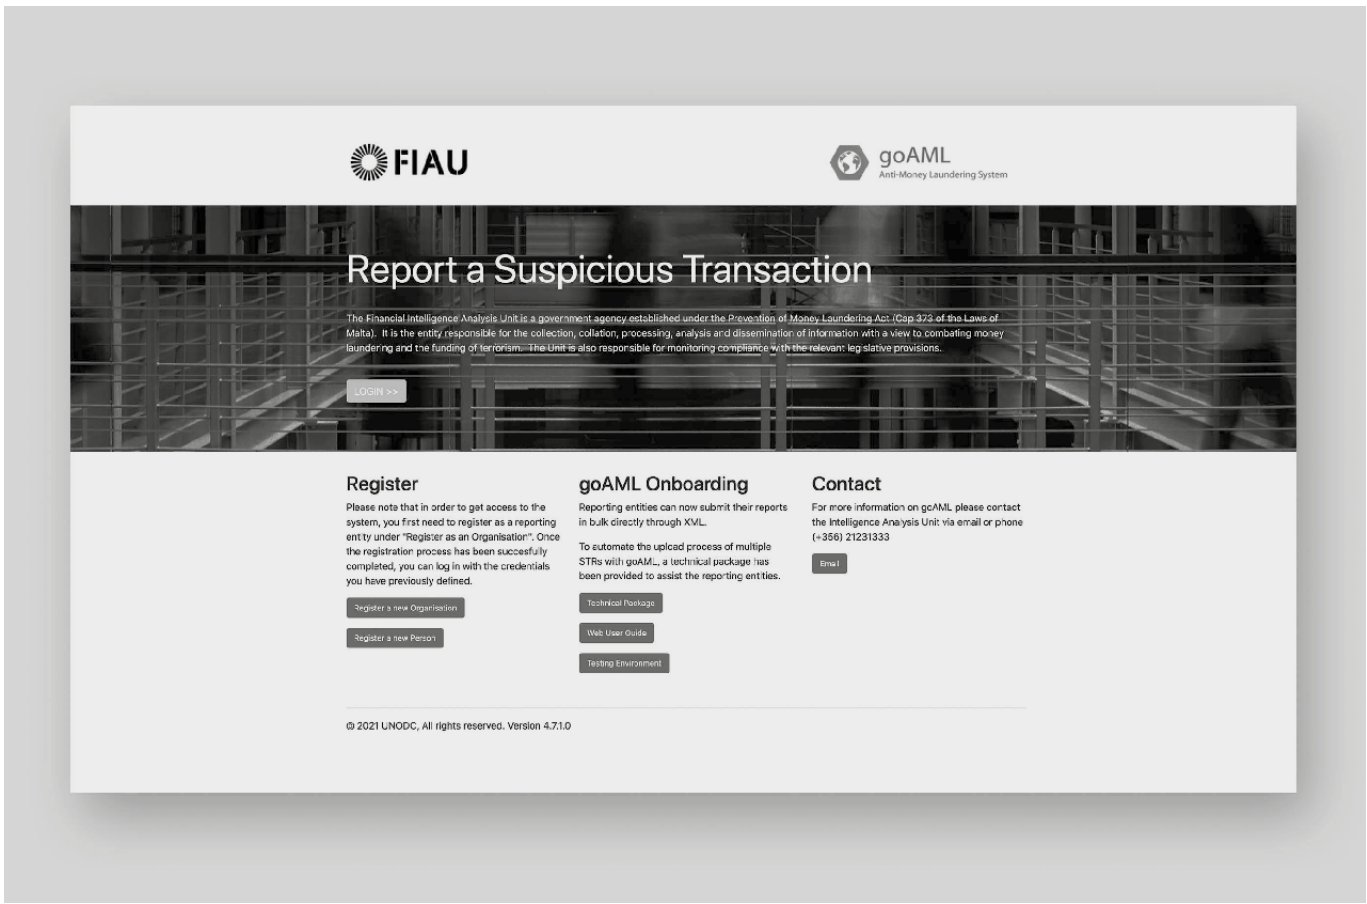 FIAU
goAML
Anti-Money Laundering System
Report a Suspicious Transaction
The Financial Intelligence Analysis Unit is a government agency established under the Prevention of Money Laundering Act (Cap 373 of the Laws of
Malta). It is the entity responsible for the collection, collation, processing, analysis and dissemination of information with a view to combating money
laundering and the funding of terrorism. The Unit is also responsible for monitoring compliance with the relevant legislative provisions.
LOGIN >>
Register
Please note that in order to get access to the
system, you first need to register as a reporting
entity under "Register as an Organisation". Once
the registration process has been succesfully
completed, you can log in with the credentials
you have previously defined.
Register a new Organisation
Register a new Person
goAML Onboarding
Reporting entities can now submit their reports
in bulk directly through XML.
To automate the upload process of multiple
STRs with goAML, a technical package has
been provided to assist the reporting entities.
Technical Package
Web User Guide
Testing Environment
Contact
For more information on goAML please contact
the Intelligence Analysis Unit via email or phone
(+356) 21231333
Email
© 2021 UNODC, All rights reserved. Version 4.7.1.0